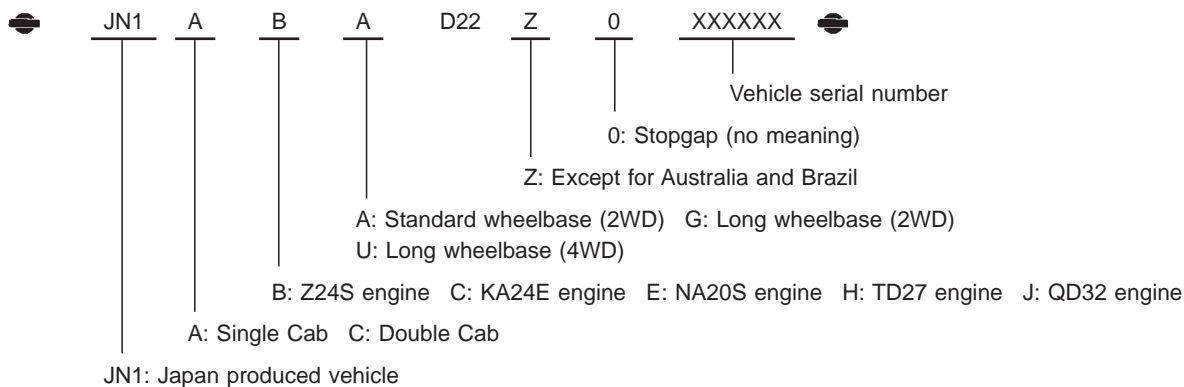 JN1 A B A D22 Z 0 XXXXXX
Vehicle serial number
0: Stopgap (no meaning)
Z: Except for Australia and Brazil
A: Standard wheelbase (2WD) G: Long wheelbase (2WD)
U: Long wheelbase (4WD)
B: Z24S engine C: KA24E engine E: NA20S engine H: TD27 engine J: QD32 engine
A: Single Cab C: Double Cab
JN1: Japan produced vehicle